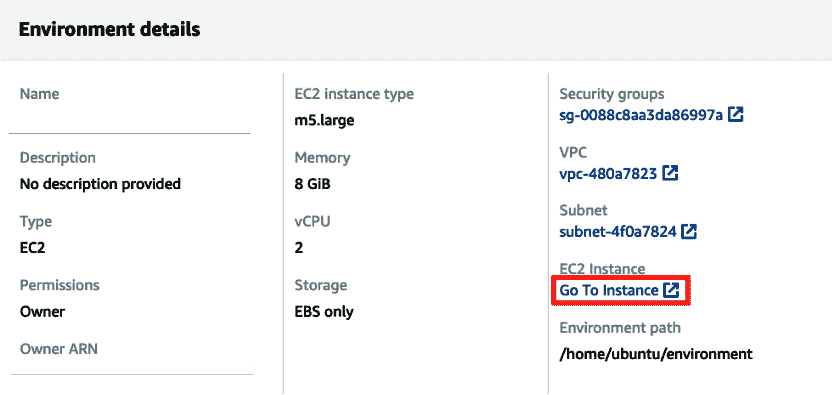 Environment details
Name
Description
No description provided
Type
EC2
Permissions
Owner
Owner ARN
EC2 instance type
m5.large
Memory
8 GiB
vCPU
2
Storage
EBS only
Security groups
sg-0088c8aa3da86997a
VPC
vpc-480a7823
Subnet
subnet-4f0a7824
EC2 Instance
Go To Instance
Environment path
/home/ubuntu/environment